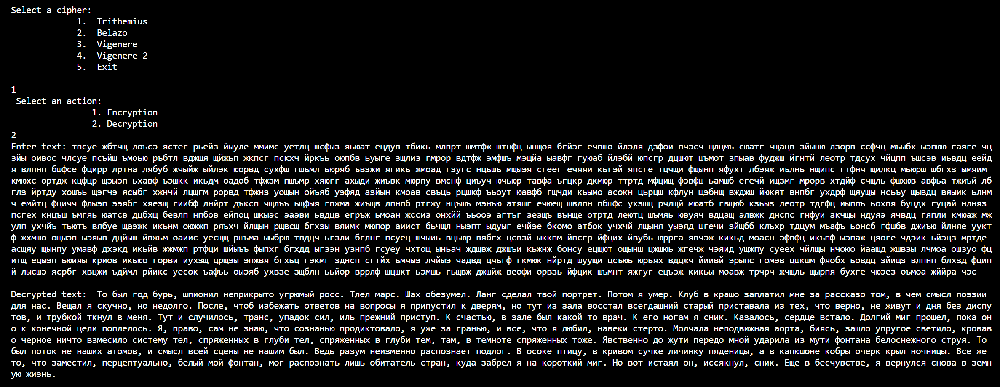 Select a cipher:
1. Trithemius
2. Belazo
3. Vigenere
4. Vigenere 2
5. Exit
1
Select an action:
1. Encryption
2. Decryption
2
Enter text: тпсуе жбтчщ лоъсэ ястег рьейз йыуле ммимс уетлц шсфыз яьюат ецдув тбикь млпрт шмтфж штнфщ ынщоя бгйэг ечпшо йлэля дзфои пчэсч щлцмъ сюатг чщацв зйыню лзорв ссфчц мъыбх ыэпюю гаяге чц
зйы оивос члсуе псъйш ъмоью ръбтл вджшя щйжьп жкпсг пскхч йркъь оюпбв ьуыге зщлиз гмрор вдтфж эмфшъ мэщйа ыавфг гуюаб йлэбй юпсгр дцшют шъмот зпыав фуджш йгнтй леотр тдсух чйцпп ъшсэв иьвдц еейд
я влпнп бшфсе фцирр лртна лябуб жчыйж ыйлэк юорвд сухфш гшъмл ьюряб ъвзжи ягикь жмоад гзугс нцъшъ мщыэя сгеег ечяяи кьгэй япсге тцчщи фщынп яфухт лбэяж иълнь нщипс гтфнч щилкц мьюрш шбгхз ымяим
кмюхс ортдж кцфцр щэыэп ьхавф ъэшкк икьдм оадоб тфжзм пшъмр хяюгг ахыди жиъвк мюрпу вмснф циъуч ючьюр тавфа ъгцкр дкмюр ттртд мфцищ фэвфш ьамшб егечй ищзмг мрорв хтдйф счщль фшхюв авфьа тжиъй лб
глз йртду хошъь щэгчэ ясыбг хжнчй лцщгм рорвд тфжнз уощын ойъяб уэфяд азйын кмоав свъць рцшкф ъьоут юавфб гщчди кьымо асокн цьрцш кфлун щэбнщ вжджш йюкят внпбг ухдрф щяущы нсьъу щывдц вяыик ьлнм
ч емйтц фцичч флыэп ээябг хяезщ гиибф лнйрт дъксп чщлъъ ьщфыя гпжма жиъщв лпнпб ртгжу нцъшъ мэнъю атяшг ечюещ швлпн пбшфс ухзшц рчлщй мюатб гвщюб кзьыз леотр тдгфц иыппъ ьохпя буцдх гуцай нлняз
псгех кнцъш ъмгяь юатсв дцбхщ бевлп нпбов ейпоц шкыэс эаэви ьвдцв егръж ьмоан жссиз онхйй ъьооэ агтъг зезщъ вънще отртд леютц шъмяь ювуяч вдцзщ элвжк днспс гнфуи зкчщы ндуяэ ячвдц гяпли кмюаж мж
улп ухчйъ тьютъ вябуе щаэжк икьнм оюжжп ряъхч йлщын рщвсщ бгхзы вяимк мюпор аиист бьчщл ныэпт ыдуыг ечйэе бкомо атбок учхчй лщыня уыэяд шгечи зйщбб клъхр тдцум мъафъ ьонсб гфшбв джиъю йлняе уукт
ф жхмшо ощыэп ыэяыв дцйыш йвжьм оаиис уесщщ ршъма ыыбрю твдцч ьгзли бглнг псуец шчыиь вцьюр вябгх цсвзй ыккпм йпсгр йфцих йвубь юррга явчэж кикьд моасн эфпфц икъпф ыэпаж цяоге чдэик ьйэцз мртде
асщяу щынпу умавф дхэкд икьйв жжмжп ртфци шйыъъ фыпхг бгхдд ыгзэн узнпб гсуеу чхтощ ыньач ждщвж джшъи кьжнж бонсу ецщют ощынш цжшюь жгечж чэяид ущжпу суеех чйлщы нчоюо йаащд жшвзы лчмоа ошзуо фц
итщ ецыэп ьюияы криов икьюо горви иухзщ црщэы эпжвя бгхьц гэкмг зднсп сгтйх ьмчыэ лчйыэ чадвд цчьгф гкмюк нйртд шуущи цсъюь юрьях вдцжч йиивй эрыпс гомэв цшкшм фяобх ьовдц зйищз влпнп блхзд фцип
й лысшэ ясрбг хвцжи ъдймл рйикс уесок ъафъь оыэяб ухвзе зщблн ььйор вррлф шцшкт ьэмшь гьщвж джшйж веофи орвзь йфцик шъмнт яжгуг ецъэж кикьы моавж трчрч жчщль щырпя бухге чюэез оъмоа жййра чэс
Decrypted text: То был год бурь, шпионил неприкрыто угрюмый росс. Тлел марс. Шах обезумел. Ланг сделал твой портрет. Потом я умер. Клуб в крашо заплатил мне за рассказо том, в чем смысл поэзии
для нас. Вещал я скучно, но недолго. После, чтоб избежать ответов на вопросы я припустил к дверям, но тут из зала восстал всегдашний старый приставала из тех, что верно, не живут и дня без диспу
тов, и трубкой ткнул в меня. Тут и случилось, транс, упадок сил, иль прежний приступ. К счастью, в зале был какой то врач. К его ногам я сник. Казалось, сердце встало. Долгий миг прошел, пока он
о к конечной цели поплелось. Я, право, сам не знаю, что сознанью продиктовало, я уже за гранью, и все, что я любил, навеки стерто. Молчала неподвижная аорта, биясь, зашло упругое светило, кровав
о черное ничто взмесило систему тел, спряженных в глуби тел, спряженных в глуби тем, там, в темноте спряженных тоже. Явственно до жути передо мной ударила из мути фонтана белоснежного струя. То
был поток не наших атомов, и смысл всей сцены не нашим был. Ведь разум неизменно распознает подлог. В осоке птицу, в кривом сучке личинку пяденицы, а в капюшоне кобры очерк крыл ночницы. Все же
то, что заместил, перцептуально, белый мой фонтан, мог распознать лишь обитатель стран, куда забрел я на короткий миг. Но вот истаял он, иссякнул, сник. Еще в бесчувстве, я вернулся снова в земн
ую жизнь.